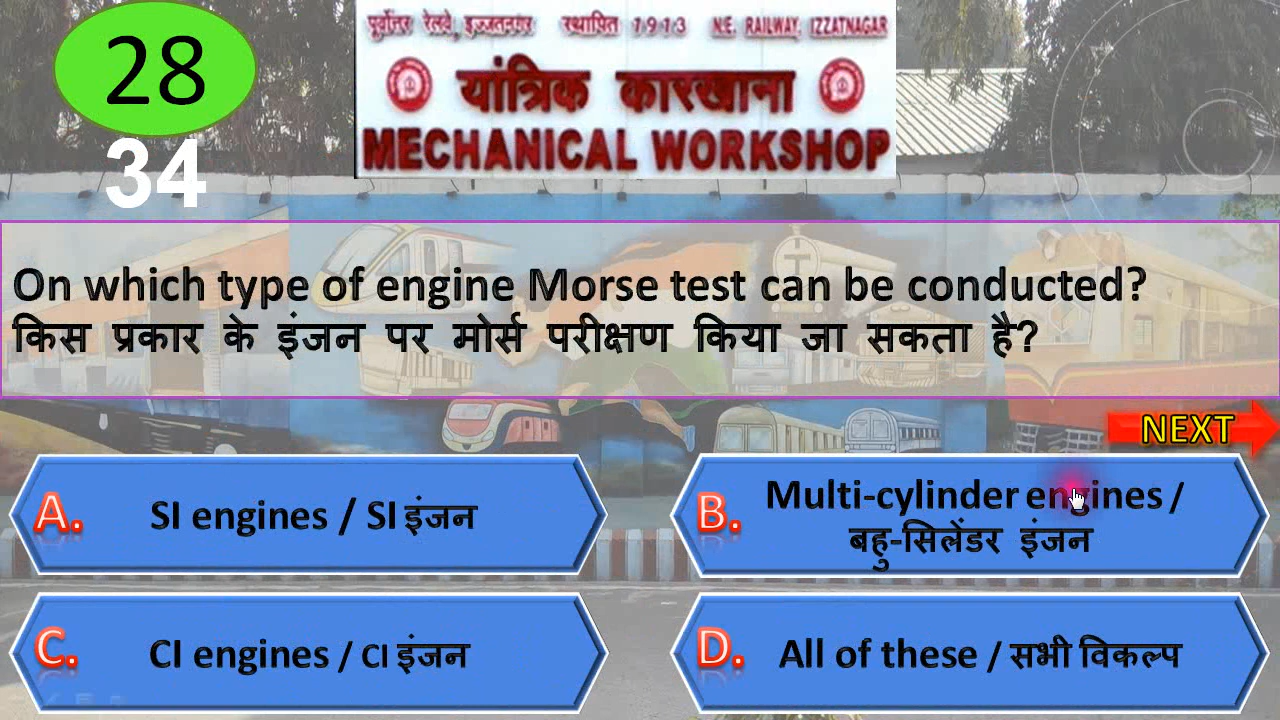 28
34
पूर्वोत्तर रेलवे, इज्जतनगर स्थापित 1913 N.E. RAILWAY, IZZATNAGAR
यांत्रिक कारखाना
MECHANICAL WORKSHOP
On which type of engine Morse test can be conducted?
किस प्रकार के इंजन पर मोर्स परीक्षण किया जा सकता है?
NEXT
A. SI engines / SI इंजन
B. Multi-cylinder engines /
बहु-सिलेंडर इंजन
C. CI engines / CI इंजन
D. All of these / सभी विकल्प